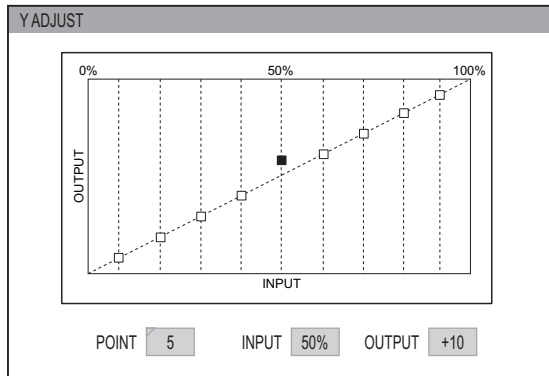 Y ADJUST
0% 50% 100%
OUTPUT
INPUT
POINT 5 INPUT 50% OUTPUT +10